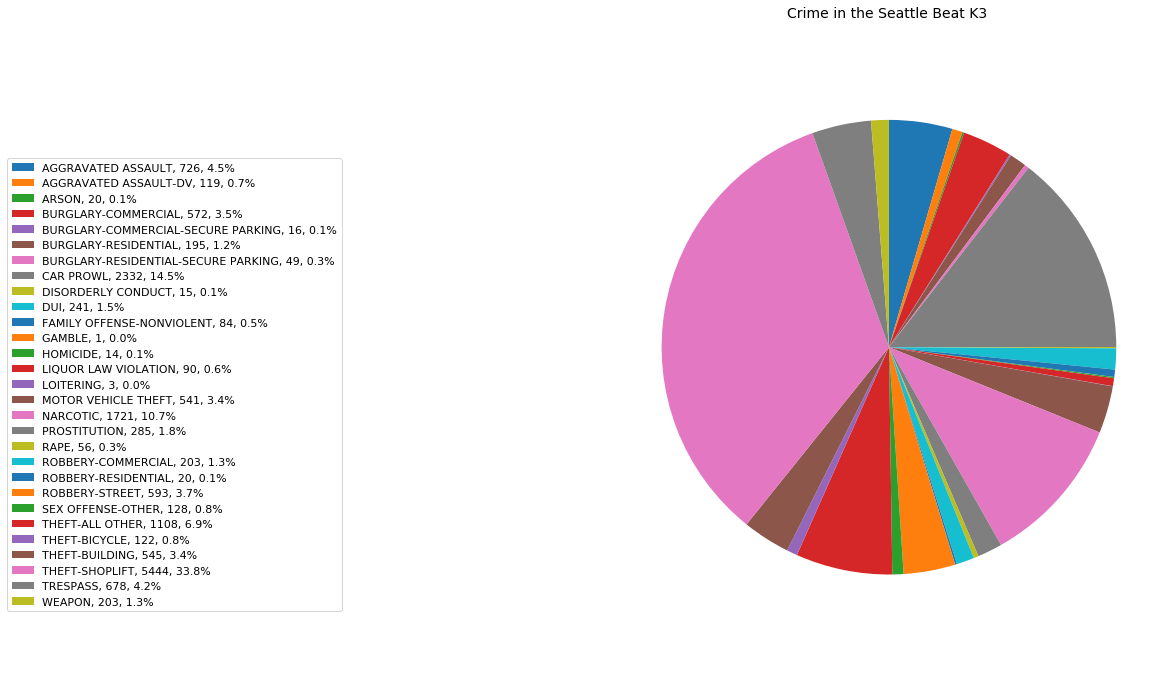 Crime in the Seattle Beat K3
AGGRAVATED ASSAULT, 726, 4.5%
AGGRAVATED ASSAULT-DV, 119, 0.7%
ARSON, 20, 0.1%
BURGLARY-COMMERCIAL, 572, 3.5%
BURGLARY-COMMERCIAL-SECURE PARKING, 16, 0.1%
BURGLARY-RESIDENTIAL, 195, 1.2%
BURGLARY-RESIDENTIAL-SECURE PARKING, 49, 0.3%
CAR PROWL, 2332, 14.5%
DISORDERLY CONDUCT, 15, 0.1%
DUI, 241, 1.5%
FAMILY OFFENSE-NONVIOLENT, 84, 0.5%
GAMBLE, 1, 0.0%
HOMICIDE, 14, 0.1%
LIQUOR LAW VIOLATION, 90, 0.6%
LOITERING, 3, 0.0%
MOTOR VEHICLE THEFT, 541, 3.4%
NARCOTIC, 1721, 10.7%
PROSTITUTION, 285, 1.8%
RAPE, 56, 0.3%
ROBBERY-COMMERCIAL, 203, 1.3%
ROBBERY-RESIDENTIAL, 20, 0.1%
ROBBERY-STREET, 593, 3.7%
SEX OFFENSE-OTHER, 128, 0.8%
THEFT-ALL OTHER, 1108, 6.9%
THEFT-BICYCLE, 122, 0.8%
THEFT-BUILDING, 545, 3.4%
THEFT-SHOPLIFT, 5444, 33.8%
TRESPASS, 678, 4.2%
WEAPON, 203, 1.3%